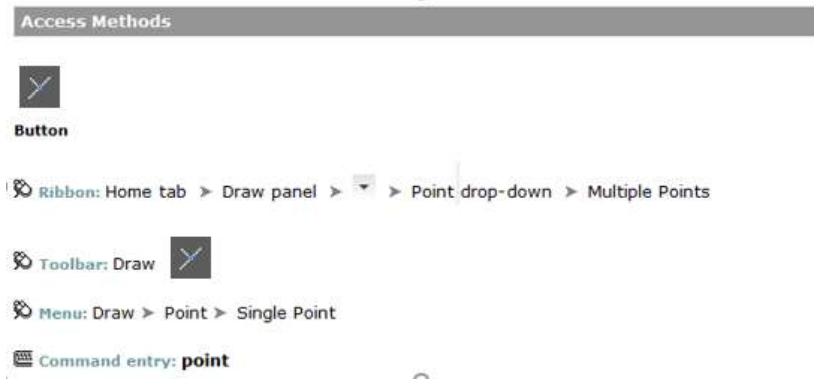 Access Methods
Button
Ribbon: Home tab ➤ Draw panel ➤ ➤ Point drop-down ➤ Multiple Points
Toolbar: Draw
Menu: Draw ➤ Point ➤ Single Point
Command entry: point